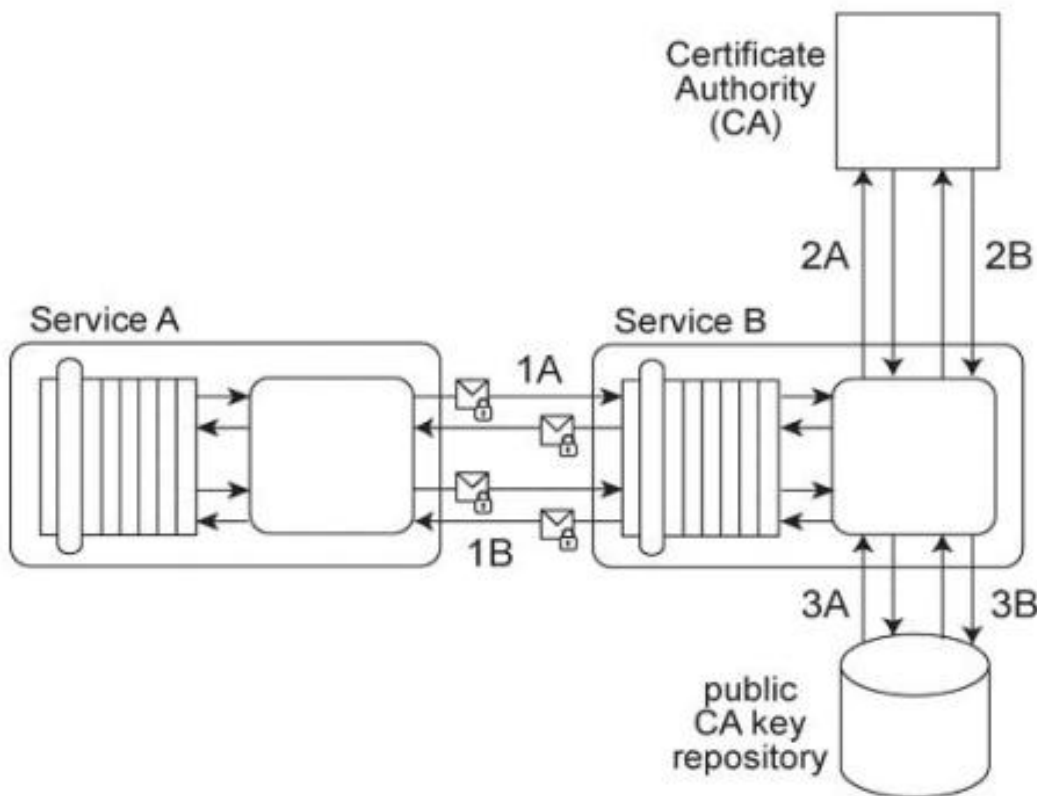 Certificate
Authority
(CA)
2A
2B
Service A
Service B
1A
1B
3A
3B
public
CA key
repository